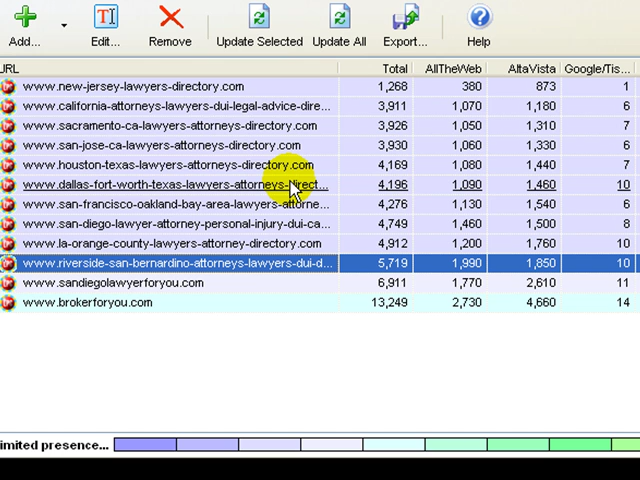 Add... Edit... Remove Update Selected Update All Export... Help
URL Total AllTheWeb AltaVista Google/Tis...
www.new-jersey-lawyers-directory.com 1,268 380 873 1
www.california-attorneys-lawyers-dui-legal-advice-dire... 3,911 1,070 1,180 6
www.sacramento-ca-lawyers-attorneys-directory.com 3,926 1,050 1,310 7
www.san-jose-ca-lawyers-attorneys-directory.com 3,930 1,060 1,330 6
www.houston-texas-lawyers-attorneys-directory.com 4,169 1,080 1,440 7
www.dallas-fort-worth-texas-lawyers-attorneys-direct... 4,196 1,090 1,460 10
www.san-francisco-oakland-bay-area-lawyers-attorne... 4,276 1,130 1,540 6
www.san-diego-lawyer-attorney-personal-injury-dui-ca... 4,749 1,460 1,500 8
www.la-orange-county-lawyers-attorney-directory.com 4,912 1,200 1,760 10
www.riverside-san-bernardino-attorneys-lawyers-dui-d... 5,719 1,990 1,850 10
www.sandiegolawyerforyou.com 6,911 1,770 2,610 11
www.brokerforyou.com 13,249 2,730 4,660 14
imited presence...